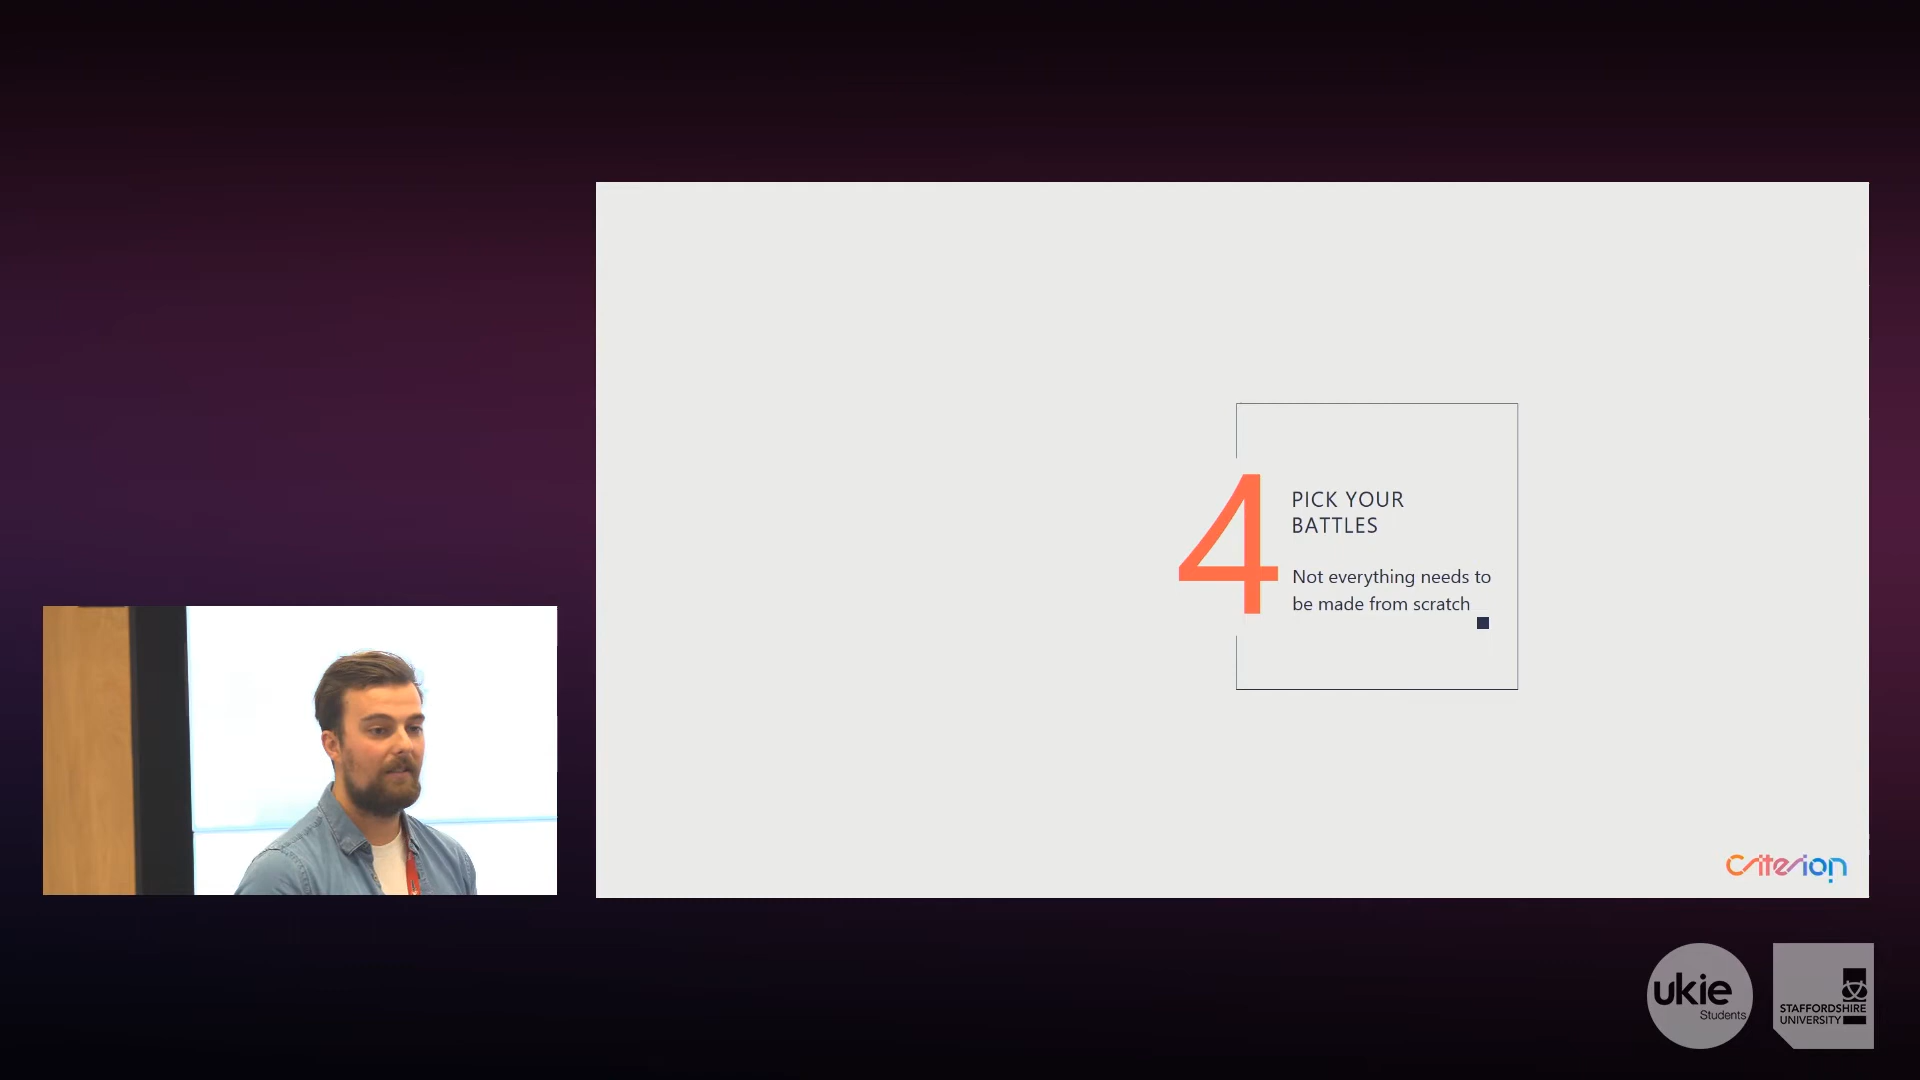 4
PICK YOUR
BATTLES
Not everything needs to
be made from scratch
Criterion
ukie
Students
STAFFORDSHIRE
UNIVERSITY